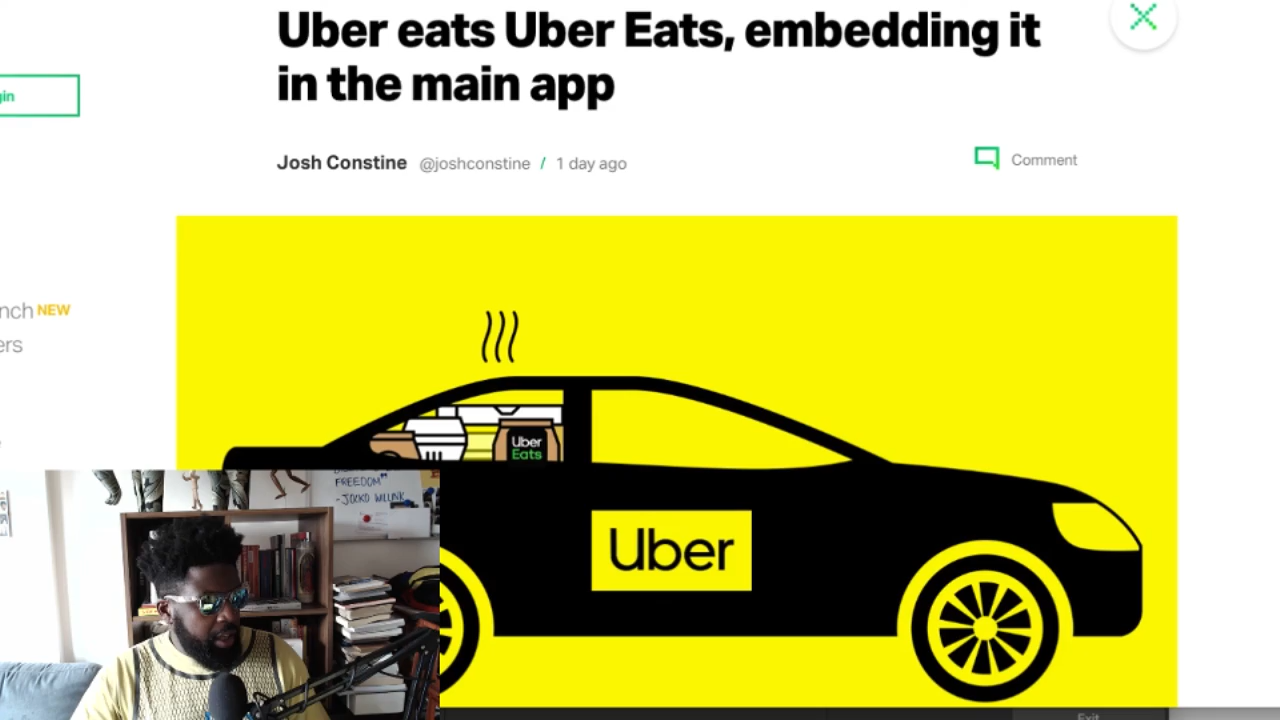 Uber eats Uber Eats, embedding it
in the main app
gin
Josh Constine @joshconstine / 1 day ago
Comment
nch NEW
ers
Uber
Eats
Uber
FREEDOM"
-JOCKO WILLINK
Exit